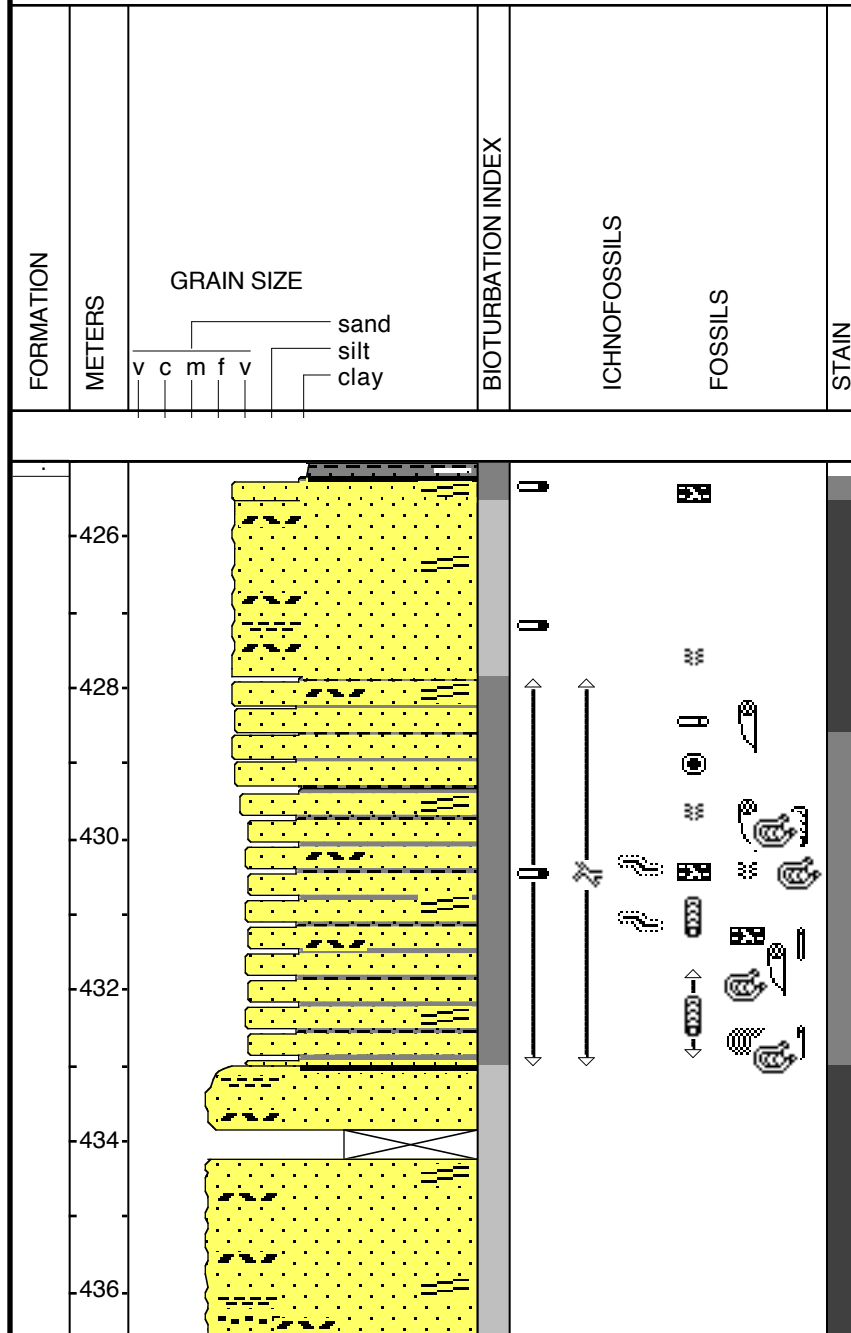 FORMATION
METERS
GRAIN SIZE
sand
silt
clay
v c m f v
BIOTURBATION INDEX
ICHNOFOSSILS
FOSSILS
STAIN
426
428
430
432
434
436